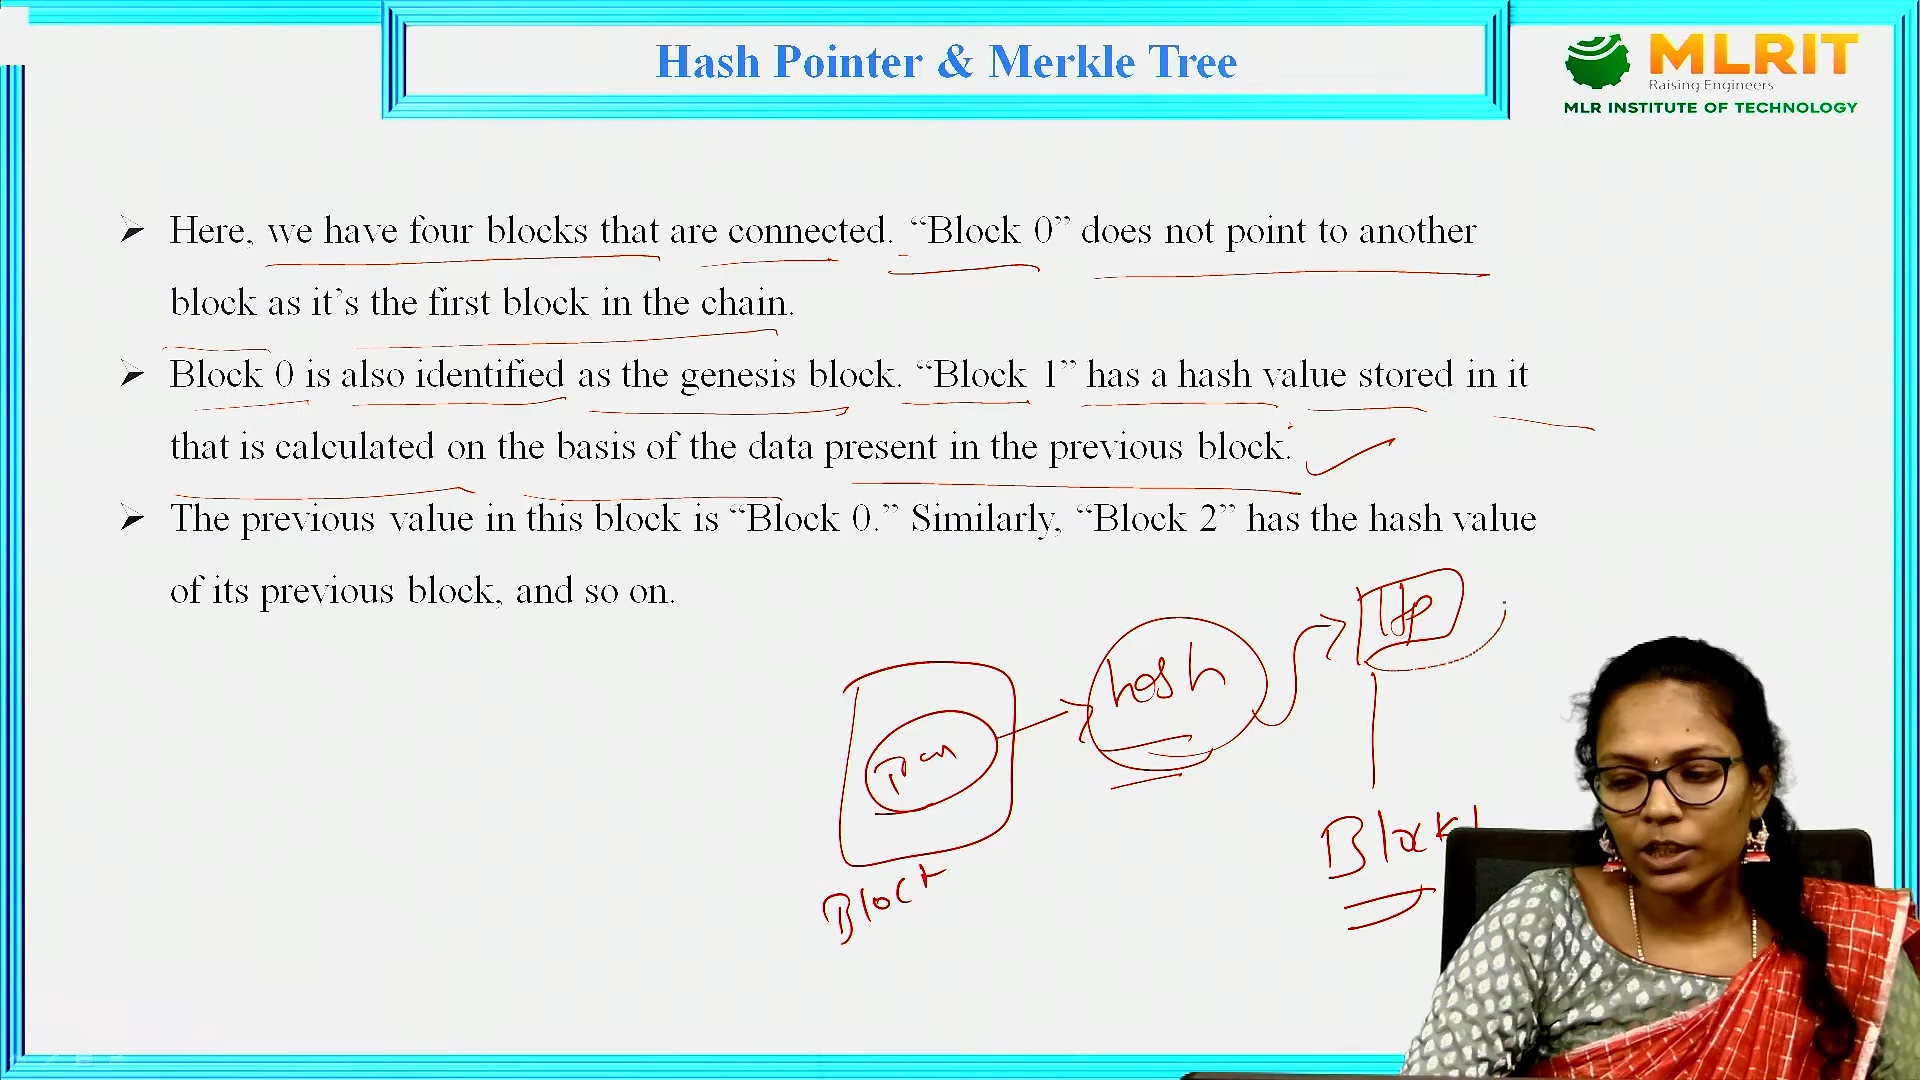 Hash Pointer & Merkle Tree
MLRIT
Raising Engineers
MLR INSTITUTE OF TECHNOLOGY
Here, we have four blocks that are connected. “Block 0” does not point to another
block as it’s the first block in the chain.
Block 0 is also identified as the genesis block. “Block 1” has a hash value stored in it
that is calculated on the basis of the data present in the previous block.
The previous value in this block is “Block 0.” Similarly, “Block 2” has the hash value
of its previous block, and so on.
hash
Block
Block 1